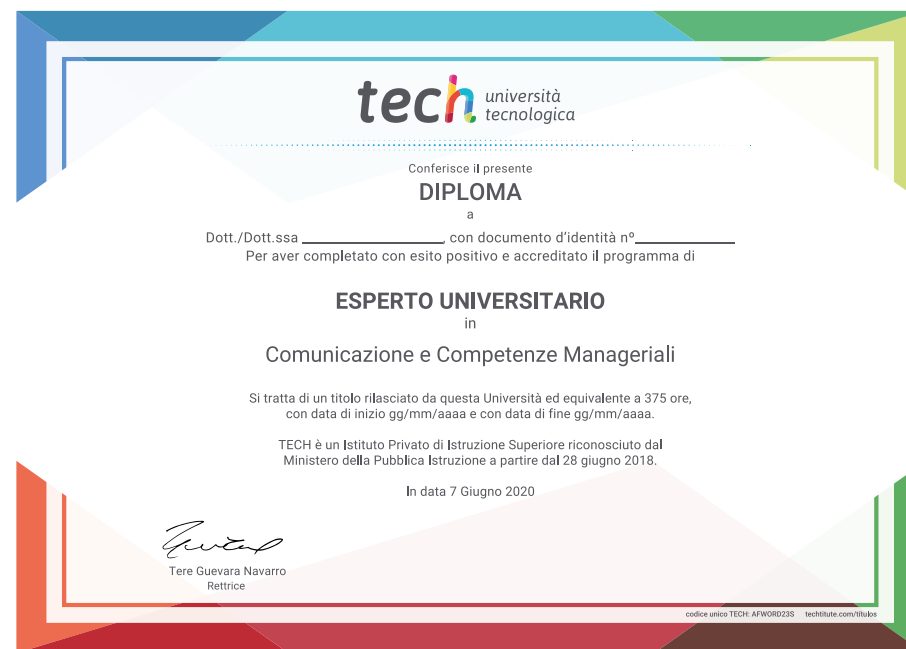 tech università
tecnologica
Conferisce il presente
DIPLOMA
a
Dott./Dott.ssa ____________________, con documento d'identità nº______________
Per aver completato con esito positivo e accreditato il programma di
ESPERTO UNIVERSITARIO
in
Comunicazione e Competenze Manageriali
Si tratta di un titolo rilasciato da questa Università ed equivalente a 375 ore,
con data di inizio gg/mm/aaaa e con data di fine gg/mm/aaaa.
TECH è un Istituto Privato di Istruzione Superiore riconosciuto dal
Ministero della Pubblica Istruzione a partire dal 28 giugno 2018.
In data 7 Giugno 2020
Tere Guevara Navarro
Rettrice
codice unico TECH: AFWORD23S techtitute.com/títulos